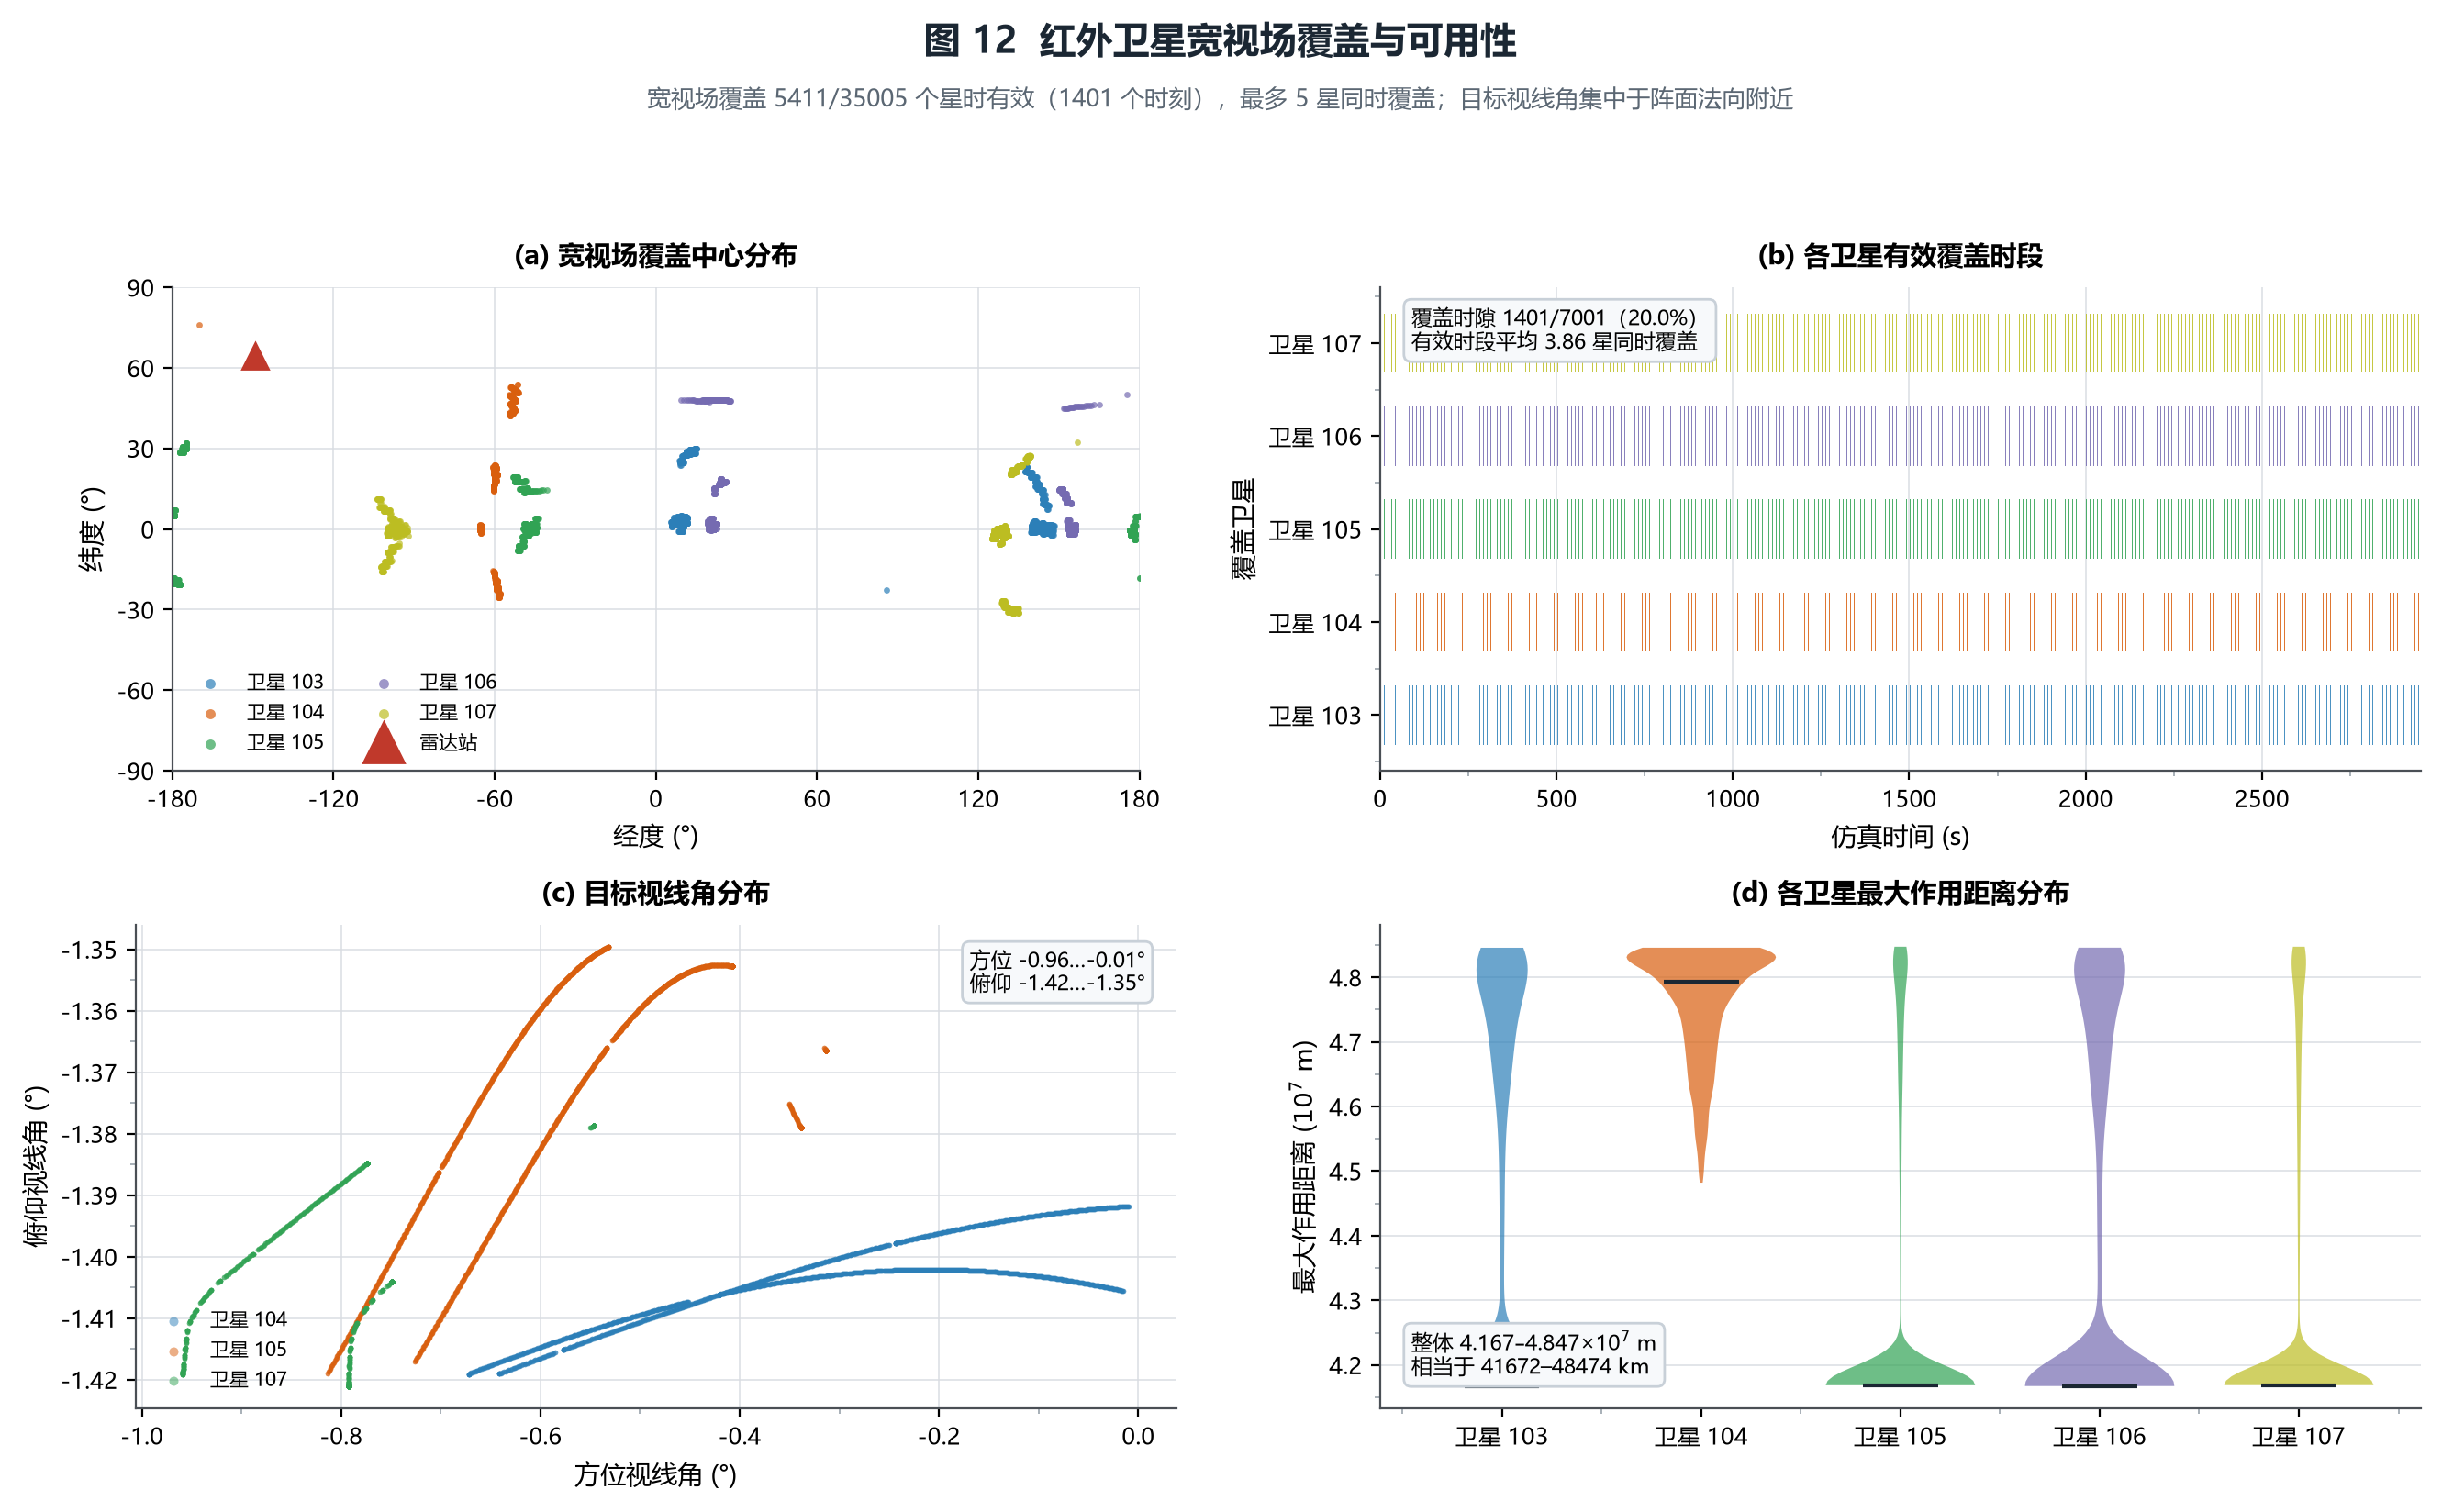 图 12 红外卫星宽视场覆盖与可用性
宽视场覆盖 5411/35005 个星时有效（1401 个时刻），最多 5 星同时覆盖；目标视线角集中于阵面法向附近
(a) 宽视场覆盖中心分布
90
60
30
0
-30
-60
-90
纬度 (°)
卫星 103
卫星 104
卫星 105
卫星 106
卫星 107
雷达站
-180
-120
-60
0
60
120
180
经度 (°)
(b) 各卫星有效覆盖时段
覆盖时隙 1401/7001（20.0%）
有效时段平均 3.86 星同时覆盖
卫星 107
卫星 106
卫星 105
卫星 104
卫星 103
覆盖卫星
0
500
1000
1500
2000
2500
仿真时间 (s)
(c) 目标视线角分布
方位 -0.96…-0.01°
俯仰 -1.42…-1.35°
-1.35
-1.36
-1.37
-1.38
-1.39
-1.40
-1.41
-1.42
俯仰视线角 (°)
卫星 104
卫星 105
卫星 107
-1.0
-0.8
-0.6
-0.4
-0.2
0.0
方位视线角 (°)
(d) 各卫星最大作用距离分布
4.8
4.7
4.6
4.5
4.4
4.3
4.2
最大作用距离 (10⁷ m)
整体 4.167–4.847×10⁷ m
相当于 41672–48474 km
卫星 103
卫星 104
卫星 105
卫星 106
卫星 107